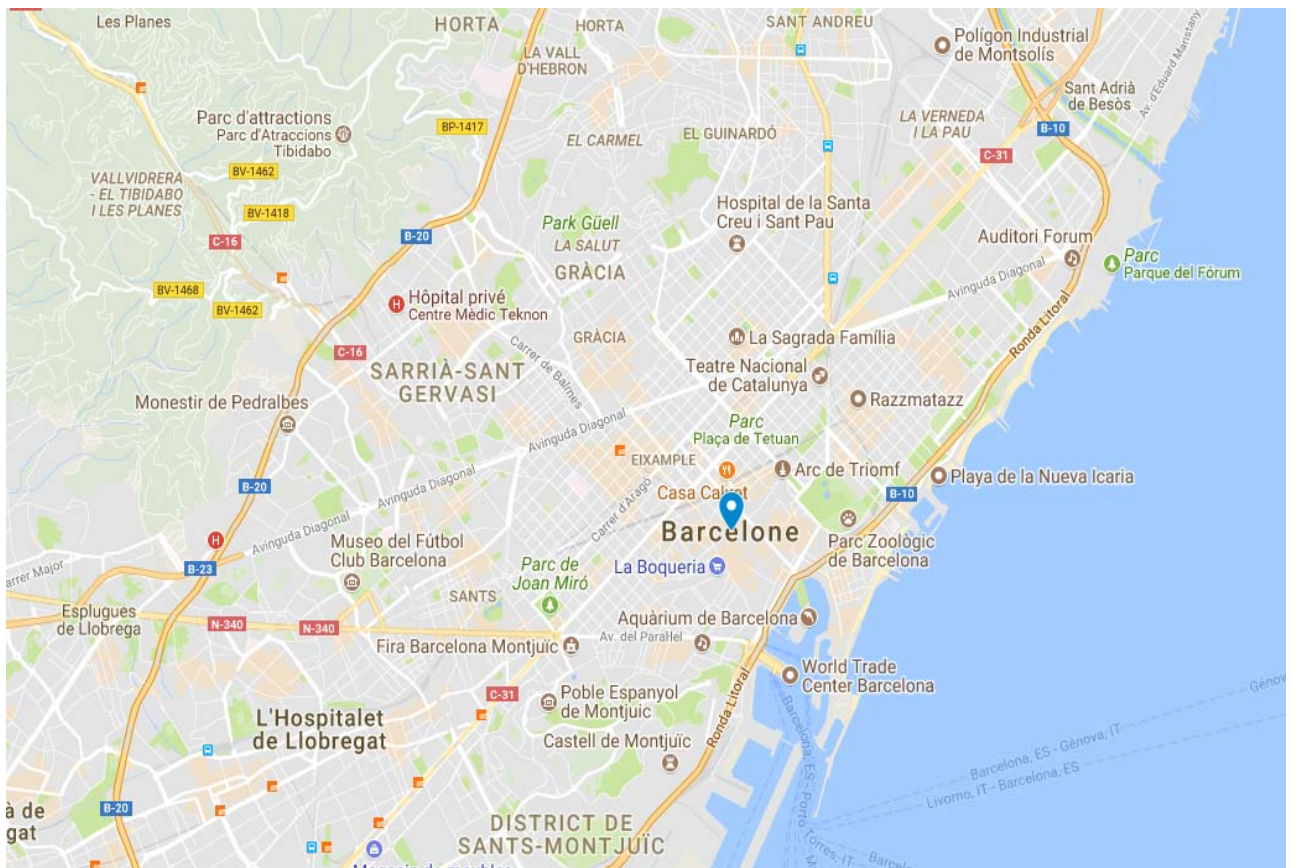 Les Planes
HORTA
HORTA
SANT ANDREU
Polígon Industrial
de Montsolís
LA VALL
D'HEBRON
Sant Adrià
de Besòs
Av. d'Eduard Maristany
Parc d'attractions
Parc d'Atraccions
Tibidabo
BP-1417
EL CARMEL
EL GUINARDÓ
LA VERNEDA
I LA PAU
B-10
C-31
BV-1462
VALLVIDRERA
- EL TIBIDABO
I LES PLANES
BV-1418
Hospital de la Santa
Creu i Sant Pau
Park Güell
LA SALUT
GRÀCIA
C-16
B-20
Auditori Forum
Parc
Parque del Fórum
Avinguda Diagonal
BV-1468
BV-1462
Hôpital privé
Centre Mèdic Teknon
Ronda Litoral
GRÀCIA
La Sagrada Família
C-16
Carrer de Balmes
SARRIÀ-SANT
GERVASI
Teatre Nacional
de Catalunya
Razzmatazz
Monestir de Pedralbes
Parc
Plaça de Tetuan
Avinguda Diagonal
EIXAMPLE
Arc de Triomf
Playa de la Nueva Icaria
B-20
Avinguda Diagonal
Casa Calvet
B-10
Carrer d'Aragó
Avinguda Diagonal
Museo del Fútbol
Club Barcelona
Barcelone
Parc Zoològic
de Barcelona
B-23
Parc de
Joan Miró
La Boqueria
arrer Major
SANTS
Esplugues
de Llobrega
N-340
N-340
Aquàrium de Barcelona
Fira Barcelona Montjuïc
Av. del Paral·lel
World Trade
Center Barcelona
C-31
Poble Espanyol
de Montjuic
Ronda Litoral
L'Hospitalet
de Llobregat
Castell de Montjuïc
Gènov
Barcelona, ES - Gènova, IT
Livorno, IT - Barcelona, ES
Barcelona, ES - Porto Torres, IT
B-20
à de
gat
DISTRICT DE
SANTS-MONTJUÏC